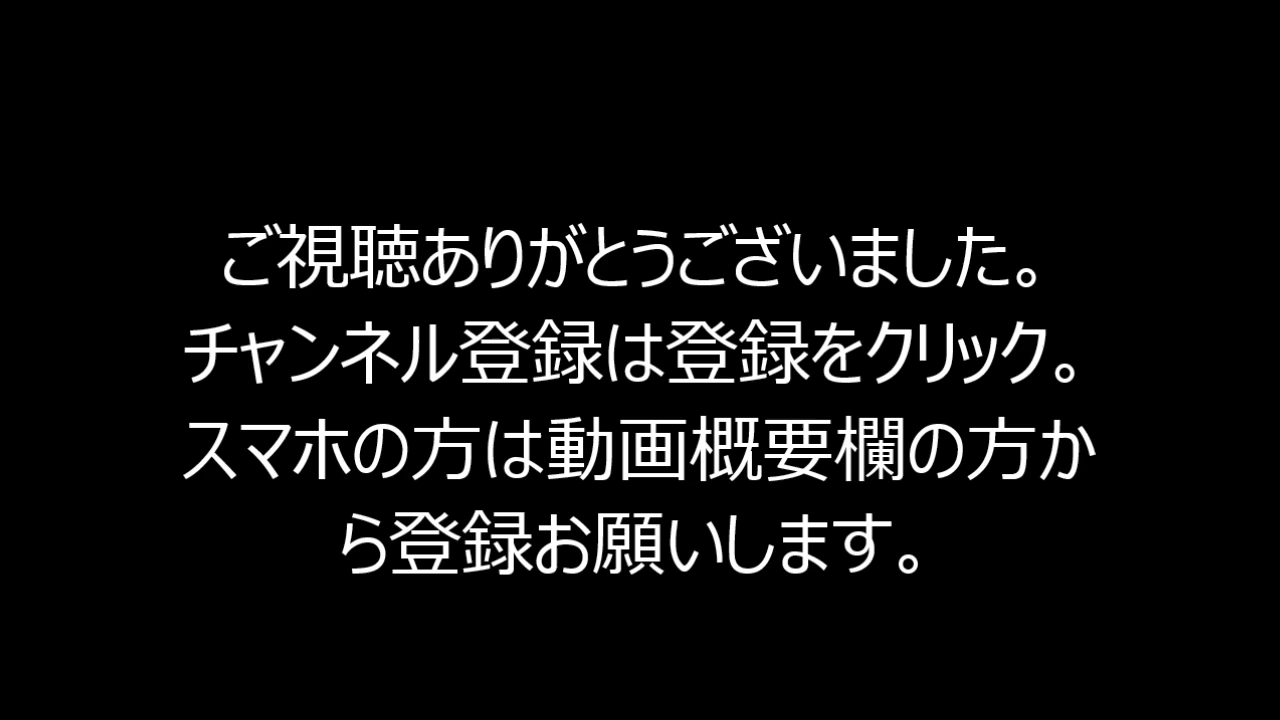 ご視聴ありがとうございました。
チャンネル登録は登録をクリック。
スマホの方は動画概要欄の方か
ら登録お願いします。